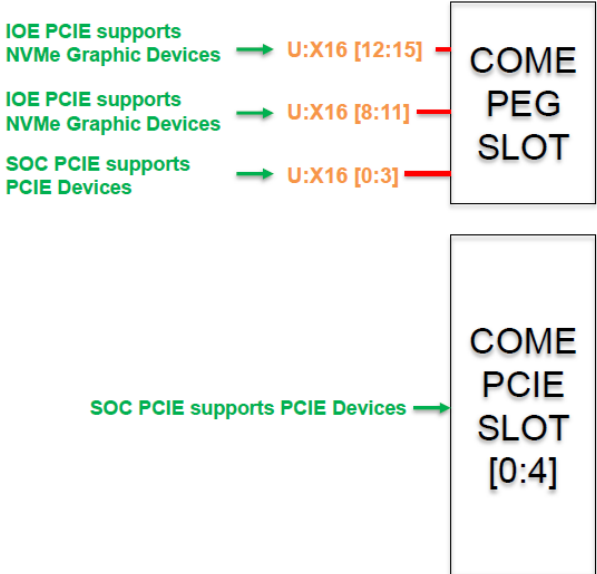 IOE PCIE supports
NVMe Graphic Devices
U:X16 [12:15]
IOE PCIE supports
NVMe Graphic Devices
U:X16 [8:11]
SOC PCIE supports
PCIE Devices
U:X16 [0:3]
COME
PEG
SLOT
SOC PCIE supports PCIE Devices
COME
PCIE
SLOT
[0:4]